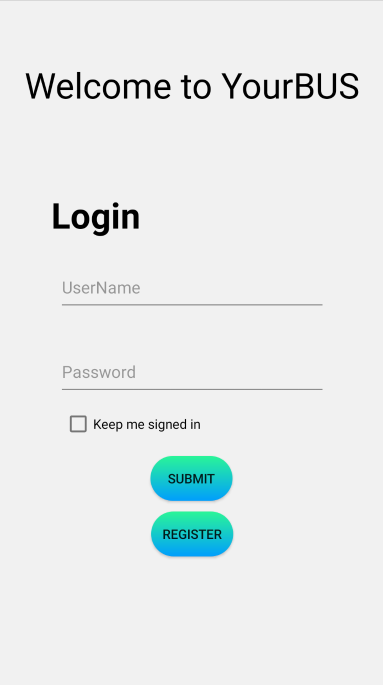 Welcome to YourBUS
Login
UserName
Password
Keep me signed in
SUBMIT
REGISTER